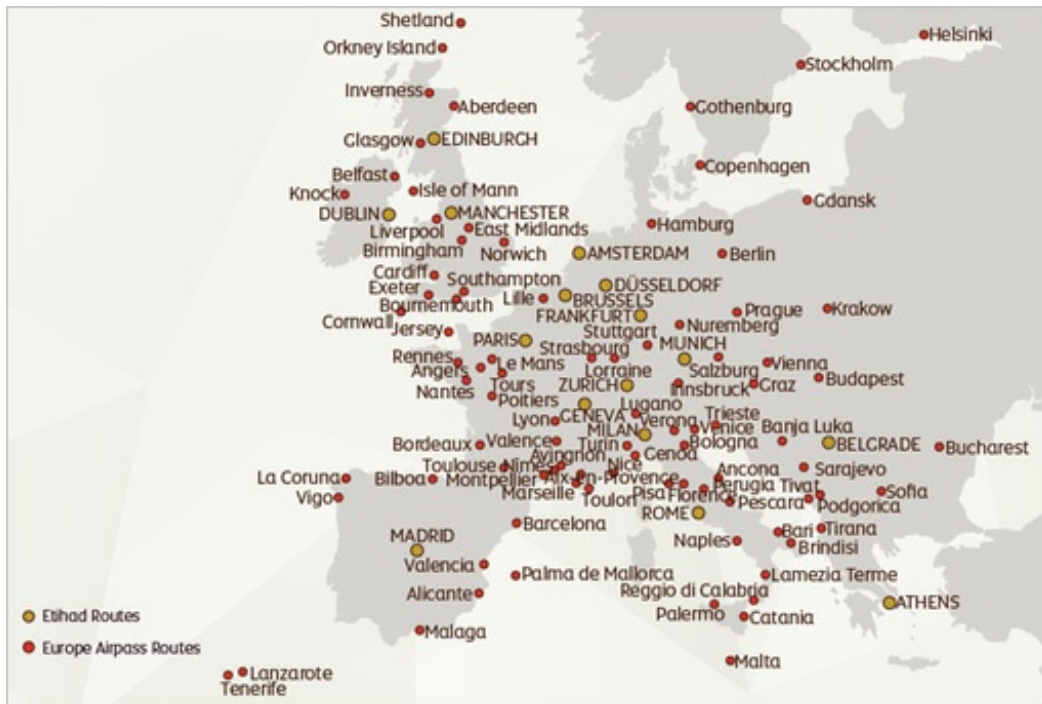 Shetland
Helsinki
Orkney Island
Stockholm
Inverness
Aberdeen
Gothenburg
Glasgow
EDINBURGH
Copenhagen
Belfast
Isle of Mann
Knock
Gdansk
DUBLIN
MANCHESTER
Liverpool
East Midlands
Hamburg
Birmingham
Norwich
AMSTERDAM
Berlin
Cardiff
Southampton
DÜSSELDORF
Exeter
Bournemouth
Lille
BRUSSELS
Cornwall
FRANKFURT
Prague
Krakow
Jersey
Stuttgart
Nuremberg
PARIS
Strasbourg
MUNICH
Rennes
Le Mans
Lorraine
Salzburg
Vienna
Angers
Nantes
Tours
ZURICH
Innsbruck
Graz
Budapest
Poitiers
Lugano
Lyon
GENEVA
Verona
Trieste
MILAN
Venice
Banja Luka
Bordeaux
Valence
Turin
Bologna
BELGRADE
Bucharest
Avingnon
Genoa
Toulouse
Nimes
Nice
Ancona
Sarajevo
La Coruna
Bilboa
Montpellier
Aix-en-Provence
Perugia
Tivat
Vigo
Marseille
Toulon
Pisa
Florence
Pescara
Podgorica
Sofia
ROME
Barcelona
Bari
Tirana
MADRID
Naples
Brindisi
Valencia
Palma de Mallorca
Lamezia Terme
Alicante
Reggio di Calabria
ATHENS
Palermo
Catania
Etihad Routes
Malaga
Europe Airpass Routes
Malta
Lanzarote
Tenerife